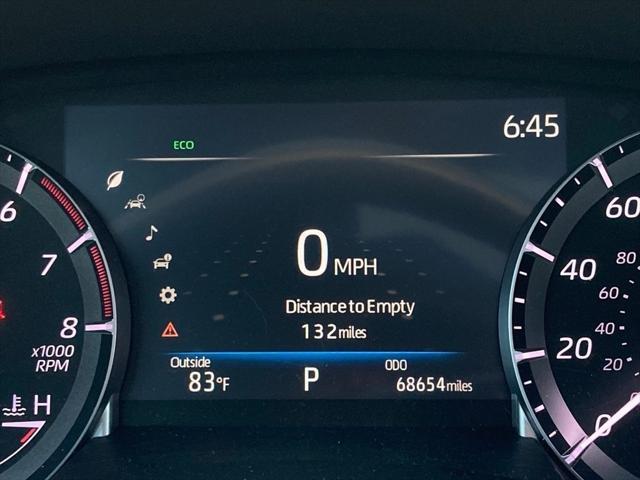 6:45
ECO
6
7
8
x1000
RPM
H
0 MPH
Distance to Empty
132 miles
Outside
83°F
P
ODO
68654 miles
60
40
20
0
80
60
40
20